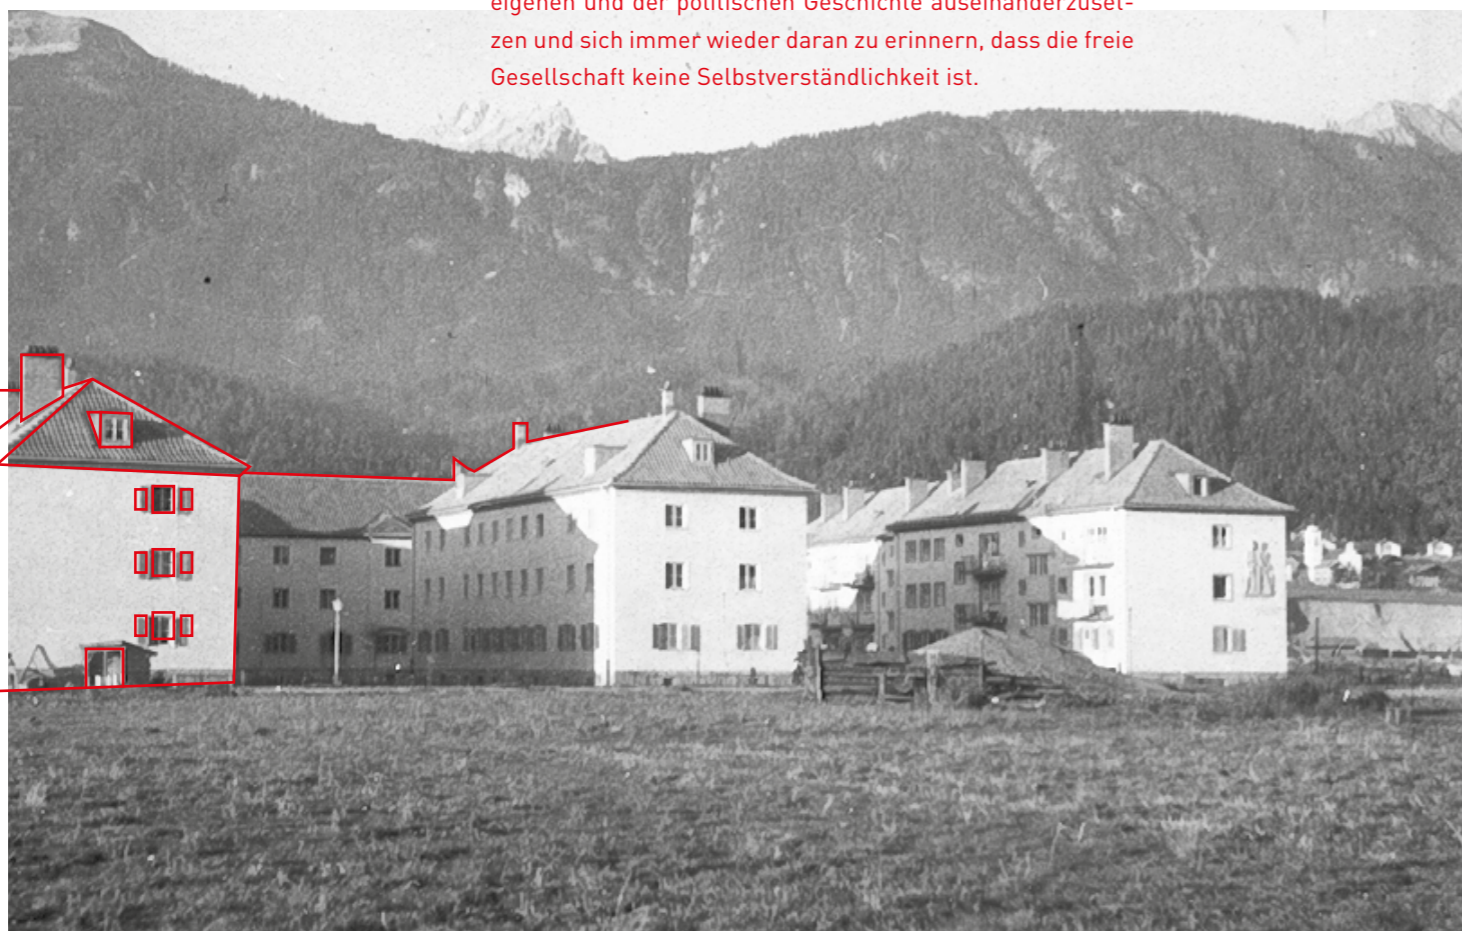 eigenen und der politischen Geschichte auseinanderzuset-
zen und sich immer wieder daran zu erinnern, dass die freie
Gesellschaft keine Selbstverständlichkeit ist.